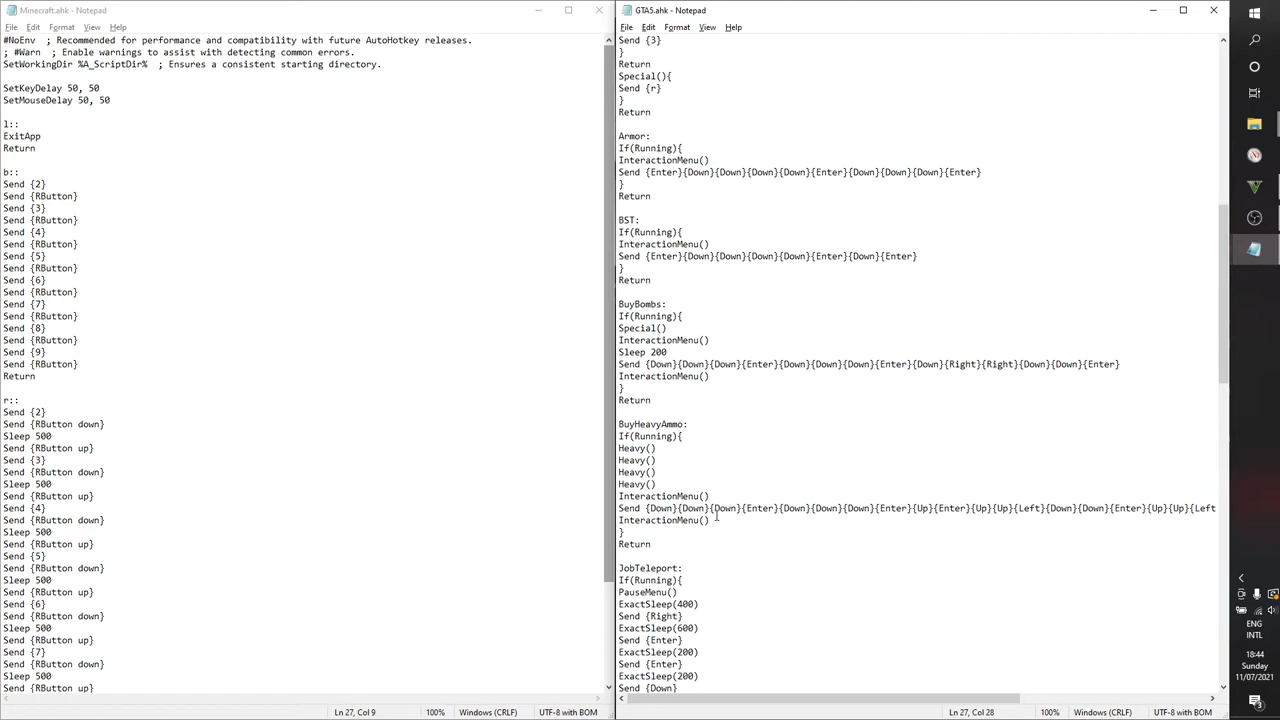 Minecraft.ahk - Notepad
File Edit Format View Help
#NoEnv  ; Recommended for performance and compatibility with future AutoHotkey releases.
; #Warn  ; Enable warnings to assist with detecting common errors.
SetWorkingDir %A_ScriptDir%  ; Ensures a consistent starting directory.
SetKeyDelay 50, 50
SetMouseDelay 50, 50
l::
ExitApp
Return
b::
Send {2}
Send {RButton}
Send {3}
Send {RButton}
Send {4}
Send {RButton}
Send {5}
Send {RButton}
Send {6}
Send {RButton}
Send {7}
Send {RButton}
Send {8}
Send {RButton}
Send {9}
Send {RButton}
Return
r::
Send {2}
Send {RButton down}
Sleep 500
Send {RButton up}
Send {3}
Send {RButton down}
Sleep 500
Send {RButton up}
Send {4}
Send {RButton down}
Sleep 500
Send {RButton up}
Send {5}
Send {RButton down}
Sleep 500
Send {RButton up}
Send {6}
Send {RButton down}
Sleep 500
Send {RButton up}
Send {7}
Send {RButton down}
Sleep 500
Send {RButton up}
Ln 27, Col 9 100% Windows (CRLF) UTF-8 with BOM
GTA5.ahk - Notepad
File Edit Format View Help
Send {3}
}
Return
Special(){
Send {r}
}
Return
Armor:
If(Running){
InteractionMenu()
Send {Enter}{Down}{Down}{Down}{Down}{Enter}{Down}{Down}{Down}{Enter}
}
Return
BST:
If(Running){
InteractionMenu()
Send {Enter}{Down}{Down}{Down}{Down}{Enter}{Down}{Enter}
}
Return
BuyBombs:
If(Running){
Special()
InteractionMenu()
Sleep 200
Send {Down}{Down}{Down}{Enter}{Down}{Down}{Down}{Enter}{Down}{Right}{Right}{Down}{Down}{Enter}
InteractionMenu()
}
Return
BuyHeavyAmmo:
If(Running){
Heavy()
Heavy()
Heavy()
Heavy()
InteractionMenu()
Send {Down}{Down}{Down}{Enter}{Down}{Down}{Down}{Enter}{Up}{Enter}{Up}{Up}{Left}{Down}{Down}{Enter}{Up}{Up}{Left
InteractionMenu()
}
Return
JobTeleport:
If(Running){
PauseMenu()
ExactSleep(400)
Send {Right}
ExactSleep(600)
Send {Enter}
ExactSleep(200)
Send {Enter}
ExactSleep(200)
Send {Down}
Ln 27, Col 28 100% Windows (CRLF) UTF-8 with BOM
ENG
INTL
18:44
Sunday
11/07/2021
3